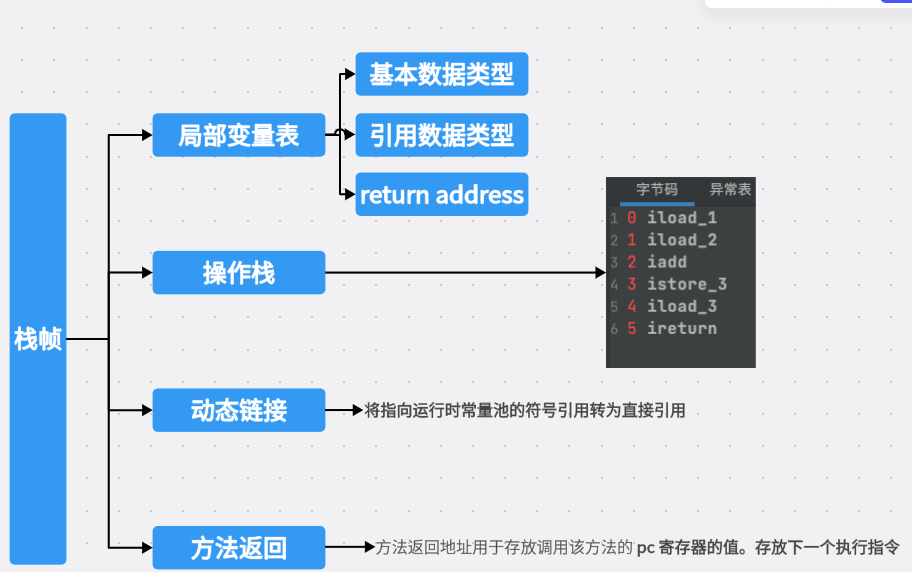 栈帧
局部变量表
基本数据类型
引用数据类型
return address
操作栈
字节码 异常表
1 0 iload_1
2 1 iload_2
3 2 iadd
4 3 istore_3
5 4 iload_3
6 5 ireturn
动态链接
将指向运行时常量池的符号引用转为直接引用
方法返回
方法返回地址用于存放调用该方法的 pc 寄存器的值。存放下一个执行指令